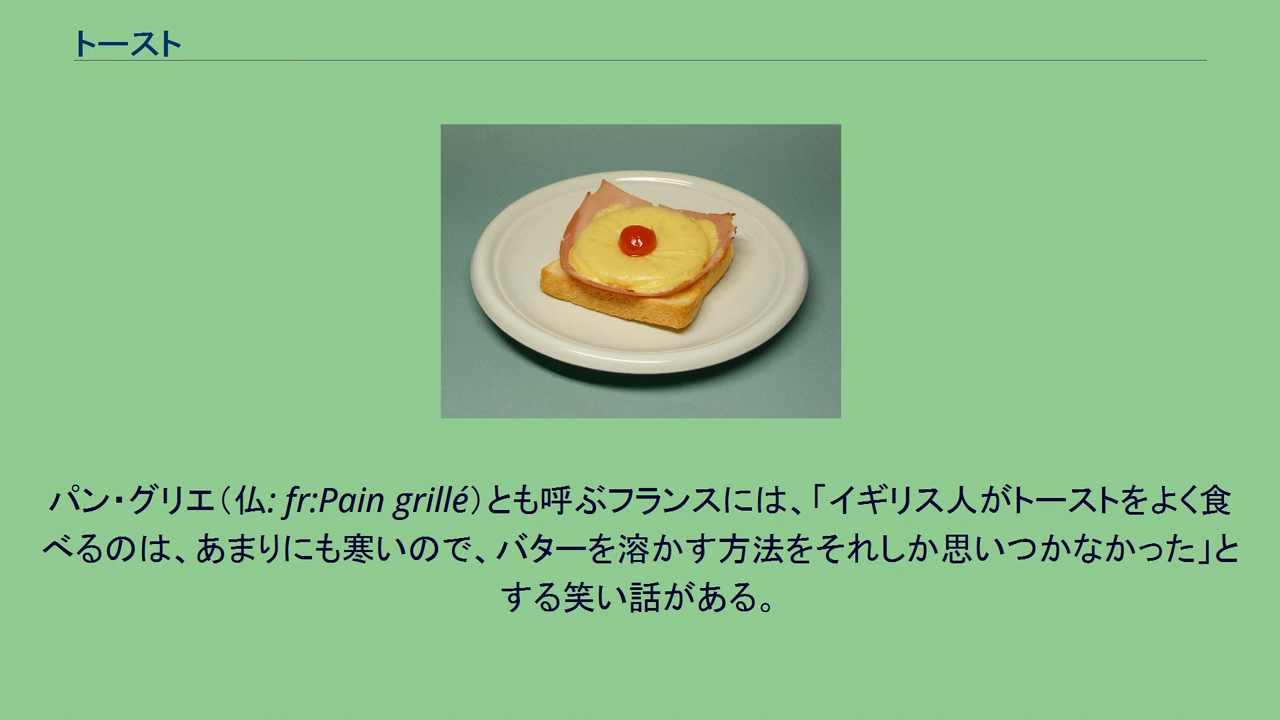 トースト
パン・グリエ（仏: fr:Pain grillé）とも呼ぶフランスには、「イギリス人がトーストをよく食
べるのは、あまりにも寒いので、バターを溶かす方法をそれしか思いつかなかった」と
する笑い話がある。